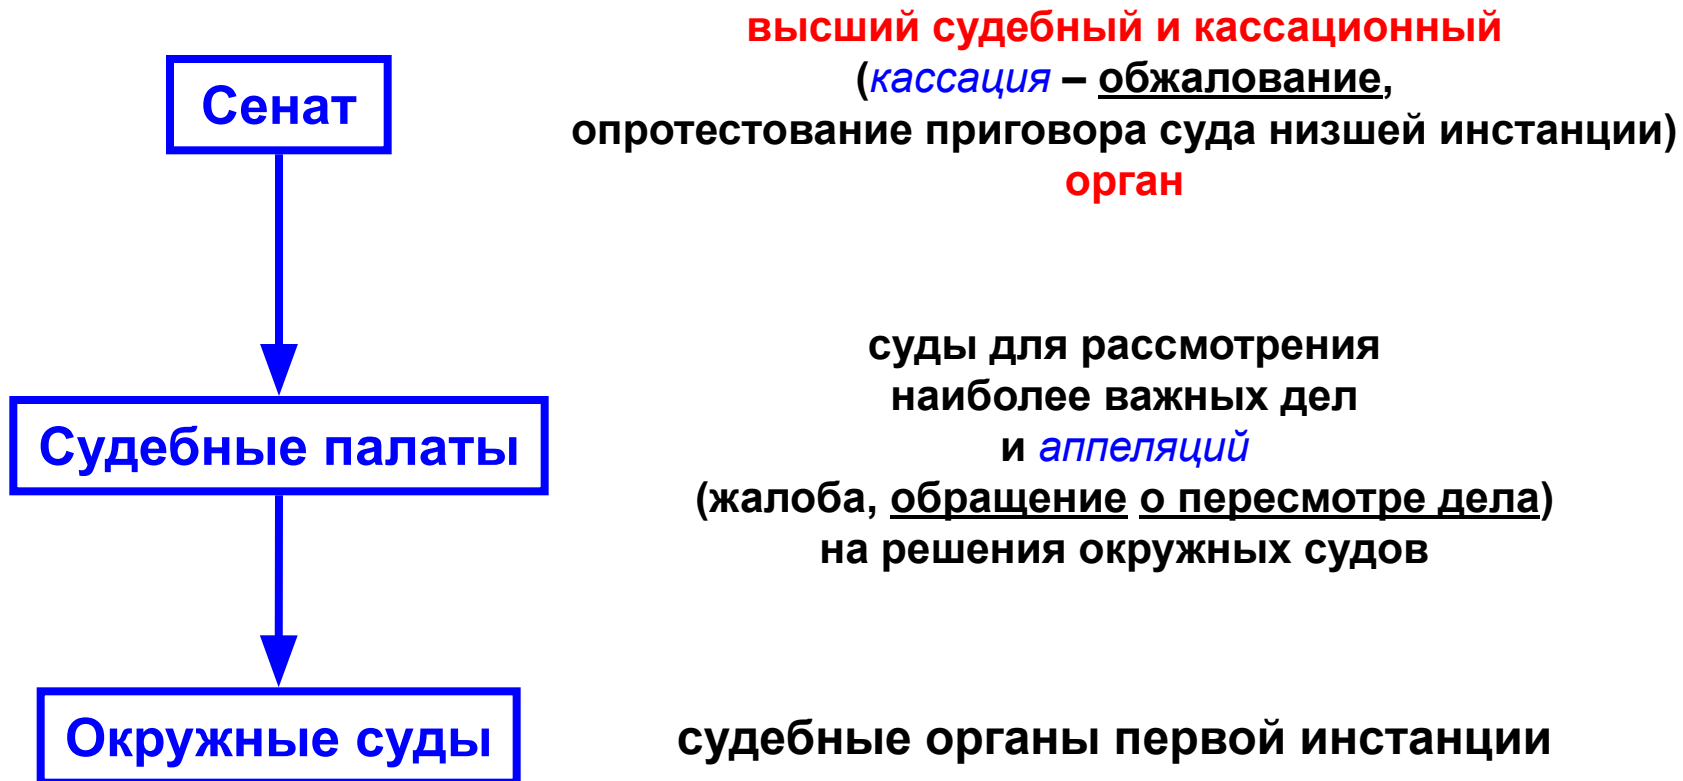 Сенат
высший судебный и кассационный
(кассация – обжалование,
опротестование приговора суда низшей инстанции)
орган
Судебные палаты
суды для рассмотрения
наиболее важных дел
и аппеляций
(жалоба, обращение о пересмотре дела)
на решения окружных судов
Окружные суды
судебные органы первой инстанции